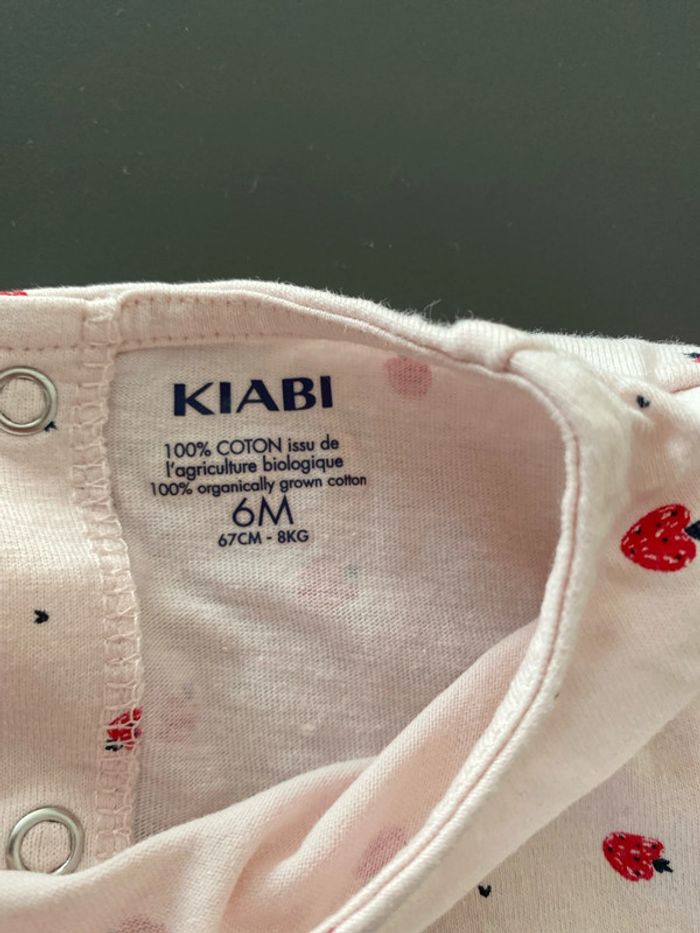 KIABI
100% COTON issu de
l'agriculture biologique
100% organically grown cotton
6M
67CM - 8KG